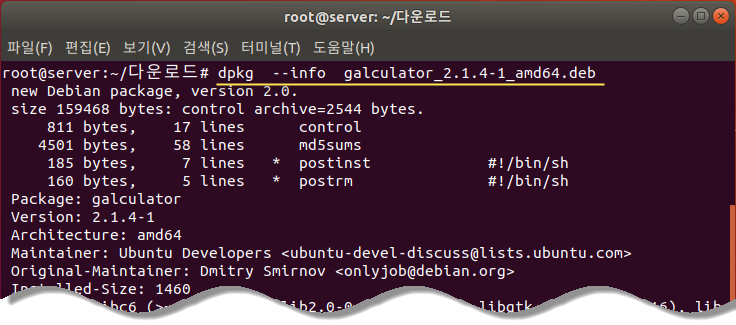 root@server: ~/다운로드
파일(F) 편집(E) 보기(V) 검색(S) 터미널(T) 도움말(H)
root@server:~/다운로드# dpkg --info galculator_2.1.4-1_amd64.deb
new Debian package, version 2.0.
size 159468 bytes: control archive=2544 bytes.
811 bytes, 17 lines control
4501 bytes, 58 lines md5sums
185 bytes, 7 lines * postinst #!/bin/sh
160 bytes, 5 lines * postrm #!/bin/sh
Package: galculator
Version: 2.1.4-1
Architecture: amd64
Maintainer: Ubuntu Developers <ubuntu-devel-discuss@lists.ubuntu.com>
Original-Maintainer: Dmitry Smirnov <onlyjob@debian.org>
Installed-Size: 1460